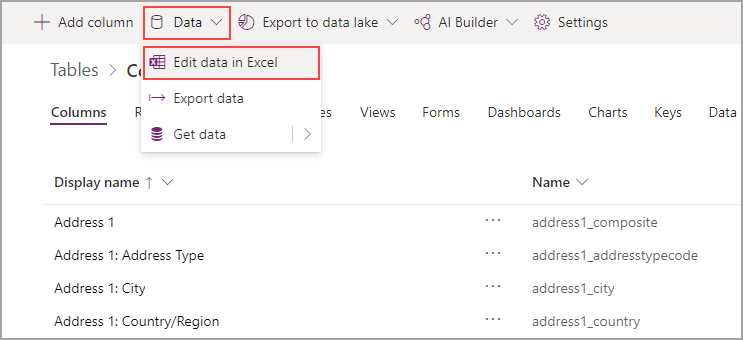 Add column Data Export to data lake AI Builder Settings
Tables > Co
Edit data in Excel
Export data
Get data
Columns R es Views Forms Dashboards Charts Keys Data
Display name ↑ Name
Address 1 ... address1_composite
Address 1: Address Type ... address1_addresstypecode
Address 1: City ... address1_city
Address 1: Country/Region ... address1_country